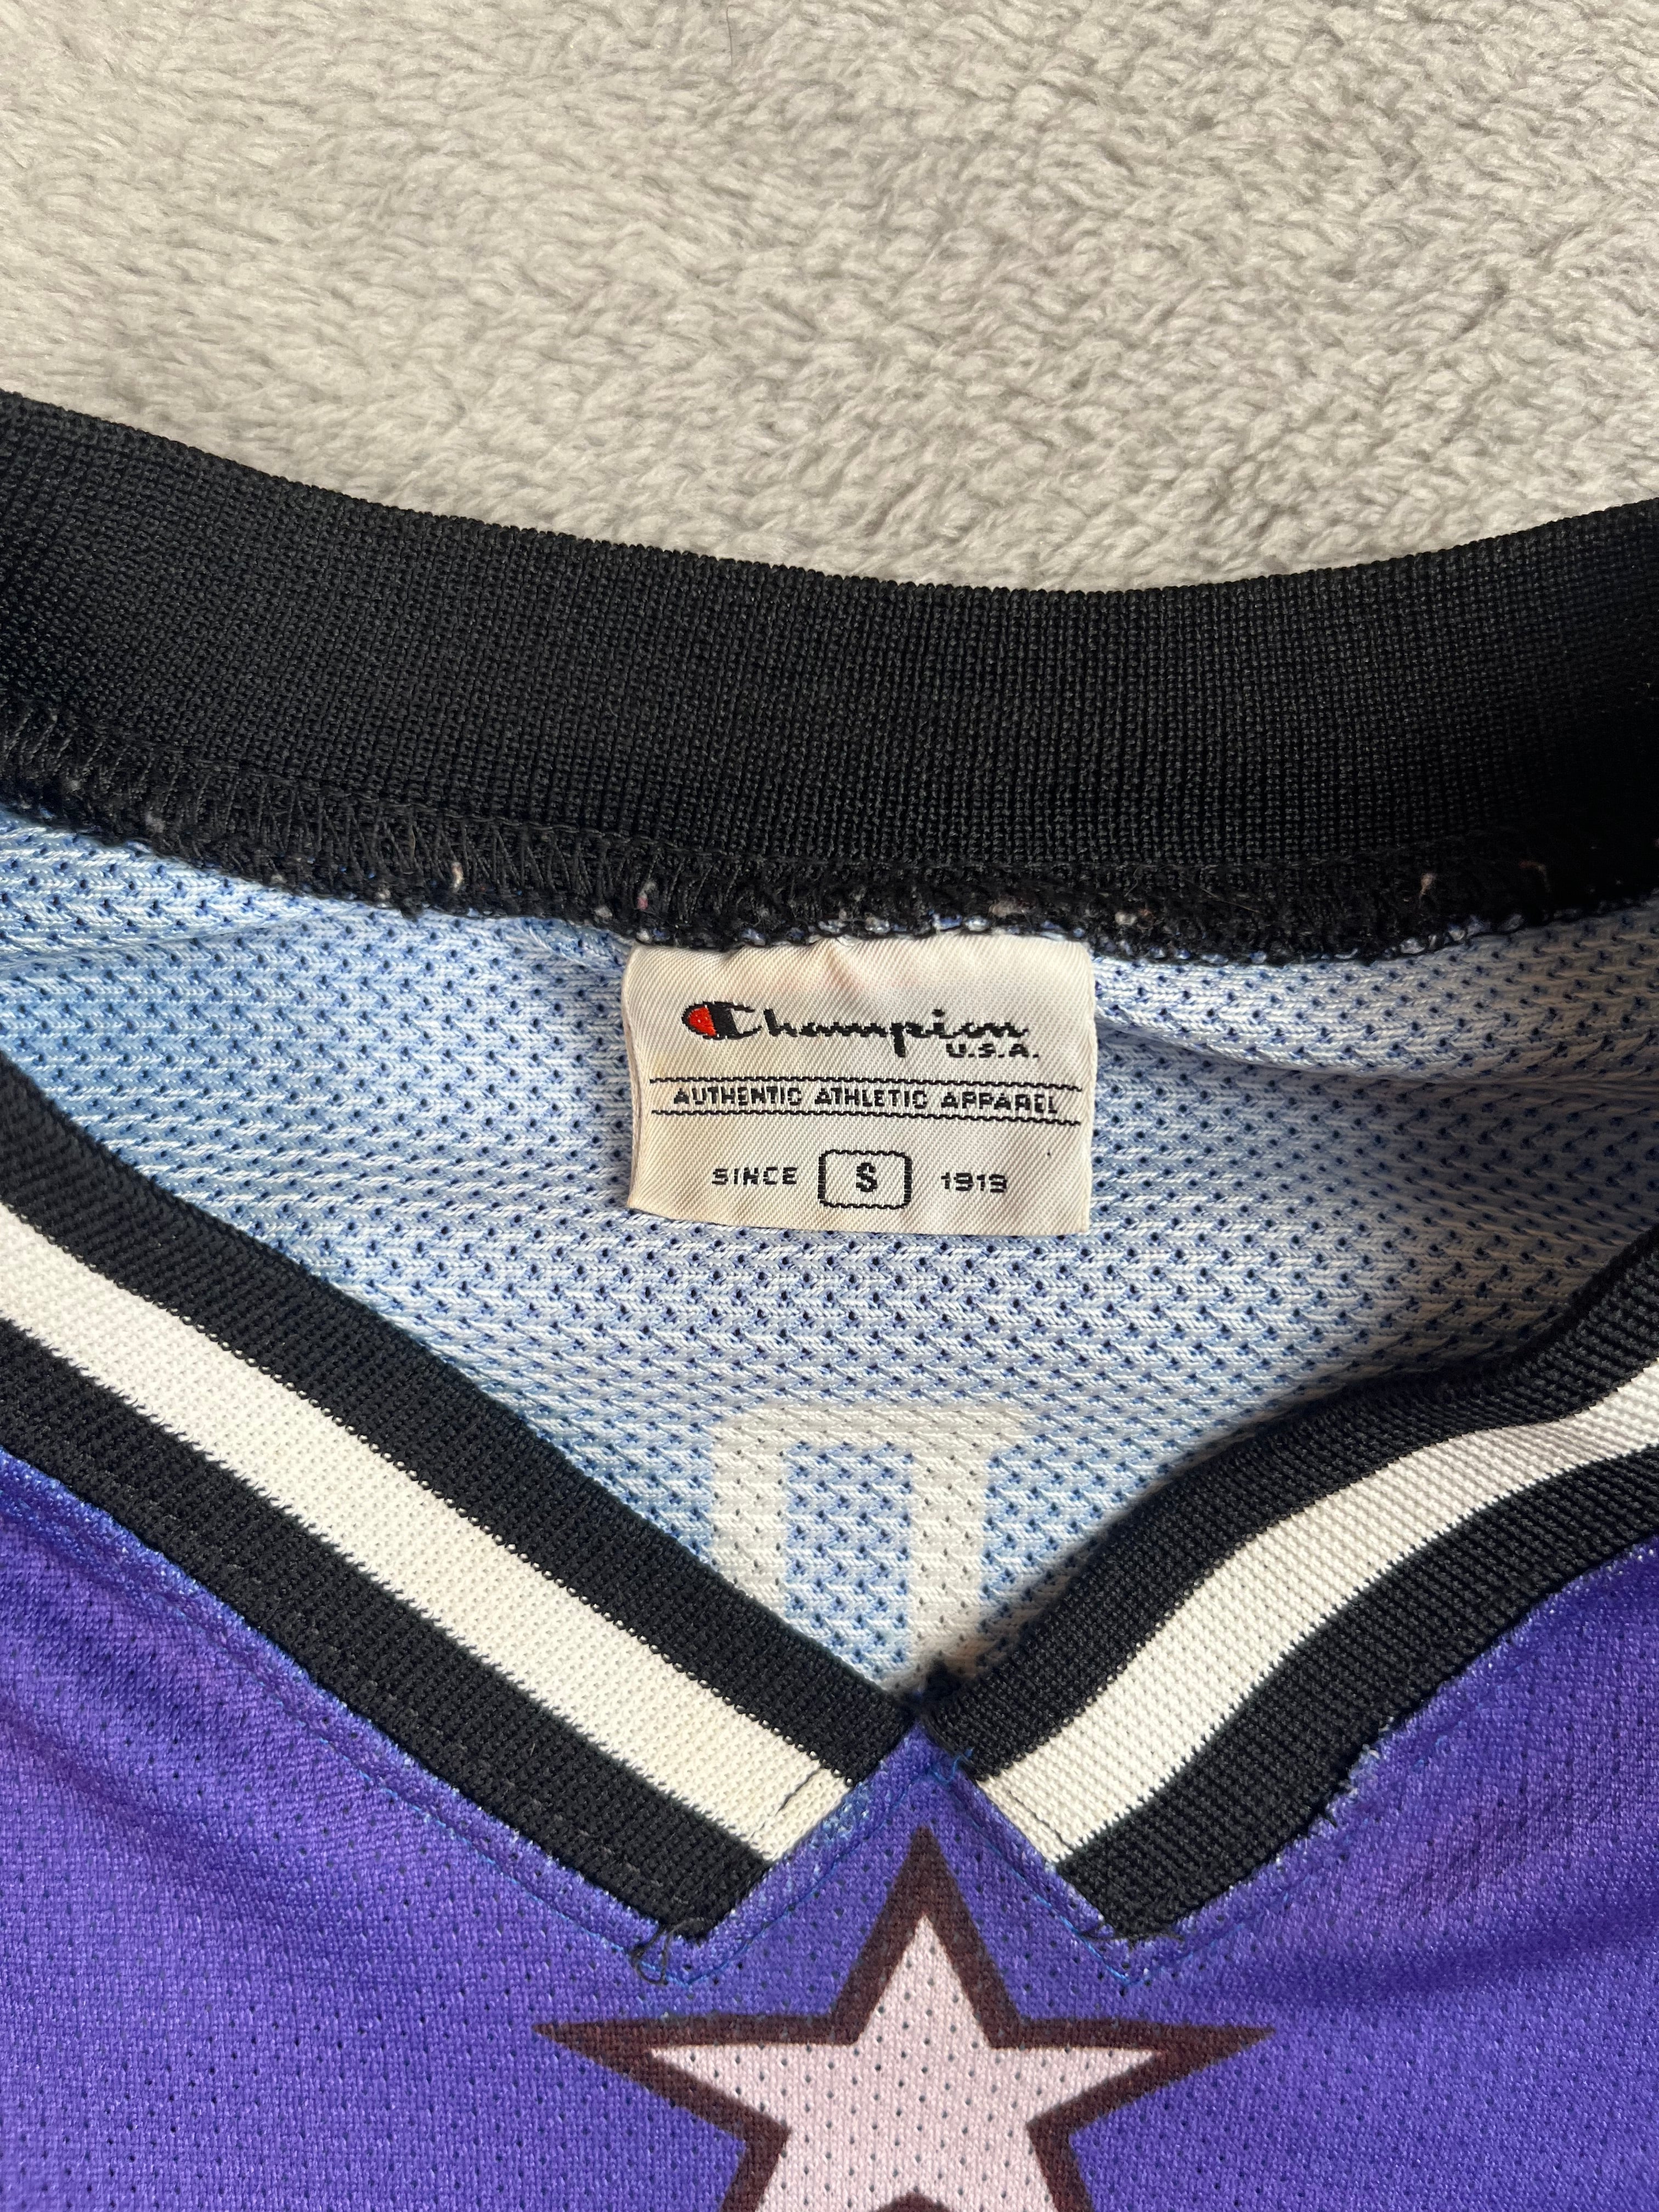 Champion
U.S.A.
AUTHENTIC ATHLETIC APPAREL
SINCE S 1919